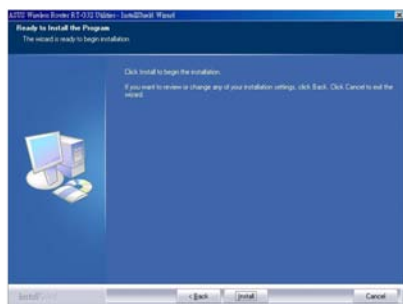 ASUS Wireless Router RT-G32 Utilities - InstallShield Wizard
Ready to Install the Program
The wizard is ready to begin installation.
Click Install to begin the installation.
If you want to review or change any of your installation settings, click Back. Click Cancel to exit the
wizard.
InstallShield
< Back
Install
Cancel